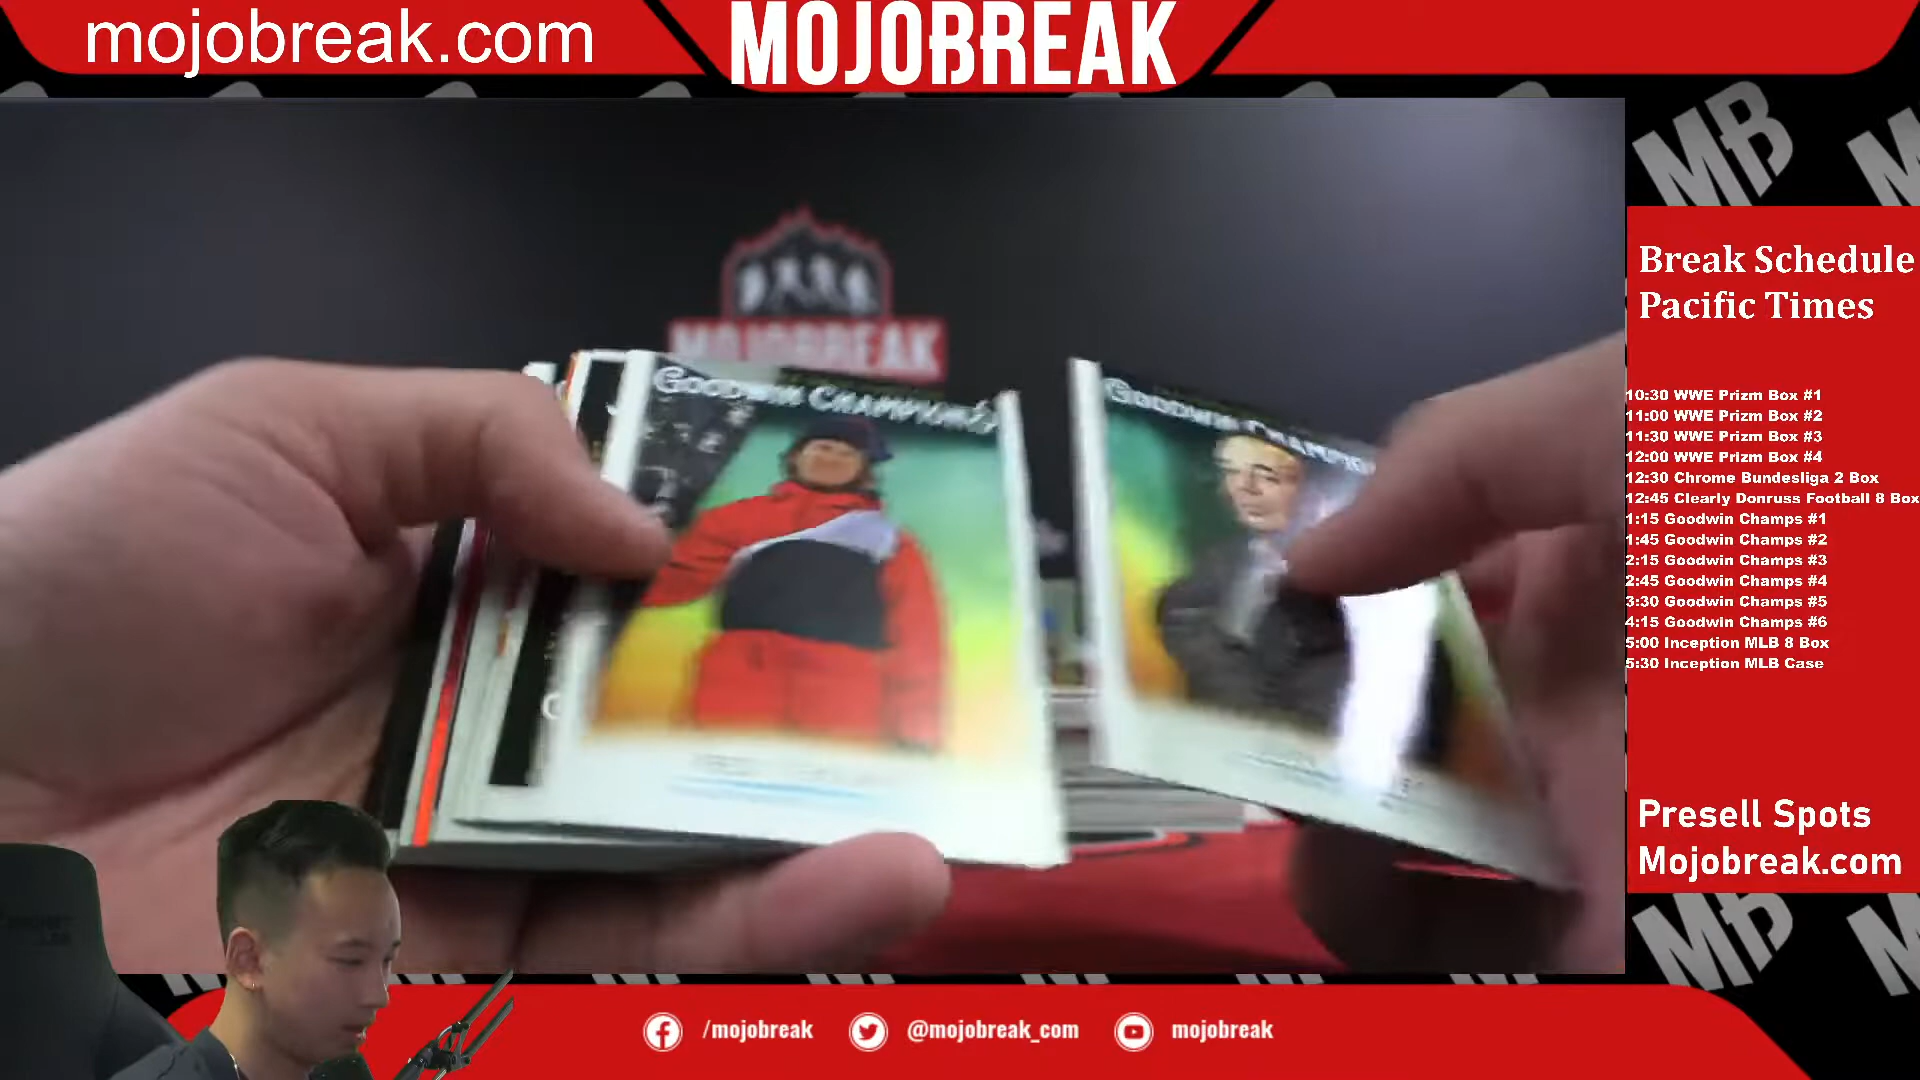 mojobreak.com
MOJOBREAK
MB
MOJOBREAK
GOODWIN CHAMPIONS
GOODWIN
Break Schedule
Pacific Times
10:30 WWE Prizm Box #1
11:00 WWE Prizm Box #2
11:30 WWE Prizm Box #3
12:00 WWE Prizm Box #4
12:30 Chrome Bundesliga 2 Box
12:45 Clearly Donruss Football 8 Box
1:15 Goodwin Champs #1
1:45 Goodwin Champs #2
2:15 Goodwin Champs #3
2:45 Goodwin Champs #4
3:30 Goodwin Champs #5
4:15 Goodwin Champs #6
5:00 Inception MLB 8 Box
5:30 Inception MLB Case
Presell Spots
Mojobreak.com
MB
/mojobreak
@mojobreak_com
mojobreak